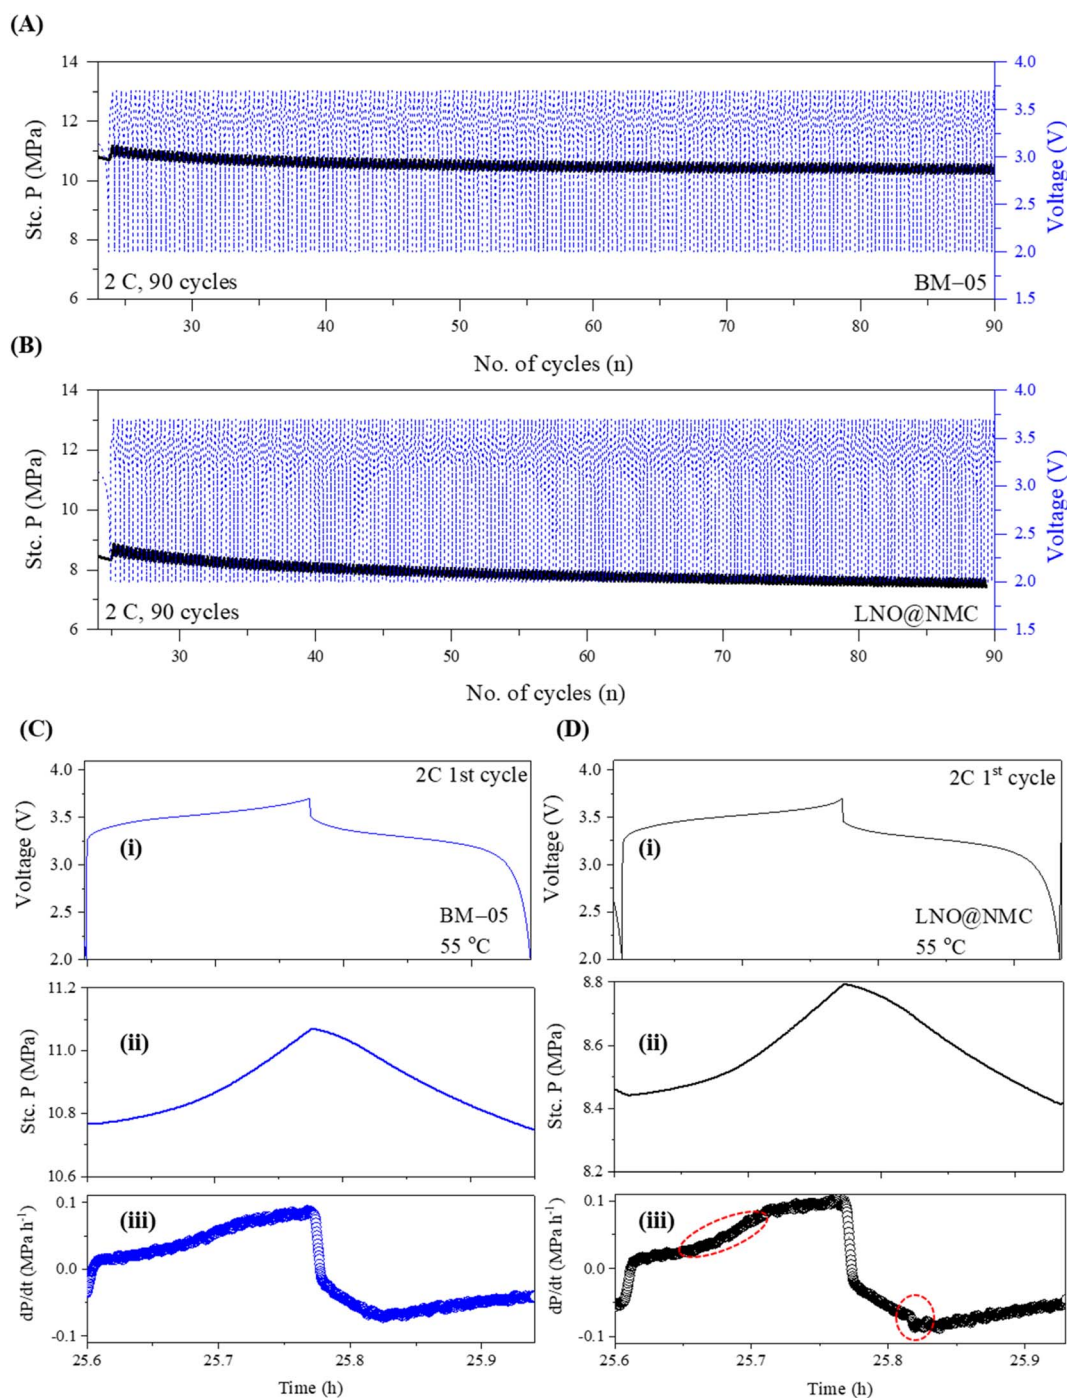 (A)
14
12
10
8
6
Stc. P (MPa)
4.0
3.5
3.0
2.5
2.0
1.5
Voltage (V)
2 C, 90 cycles
BM–05
30 40 50 60 70 80 90
No. of cycles (n)
(B)
14
12
10
8
6
Stc. P (MPa)
4.0
3.5
3.0
2.5
2.0
1.5
Voltage (V)
2 C, 90 cycles
LNO@NMC
30 40 50 60 70 80 90
No. of cycles (n)
(C)
4.0
3.5
3.0
2.5
2.0
Voltage (V)
2C 1st cycle
(i)
BM–05
55 °C
11.2
11.0
10.8
10.6
Stc. P (MPa)
(ii)
0.1
0.0
-0.1
dP/dt (MPa h⁻¹)
(iii)
25.6 25.7 25.8 25.9
Time (h)
(D)
4.0
3.5
3.0
2.5
2.0
Voltage (V)
2C 1ˢᵗ cycle
(i)
LNO@NMC
55 °C
8.8
8.6
8.4
8.2
Stc. P (MPa)
(ii)
0.1
0.0
-0.1
dP/dt (MPa h⁻¹)
(iii)
25.6 25.7 25.8 25.9
Time (h)